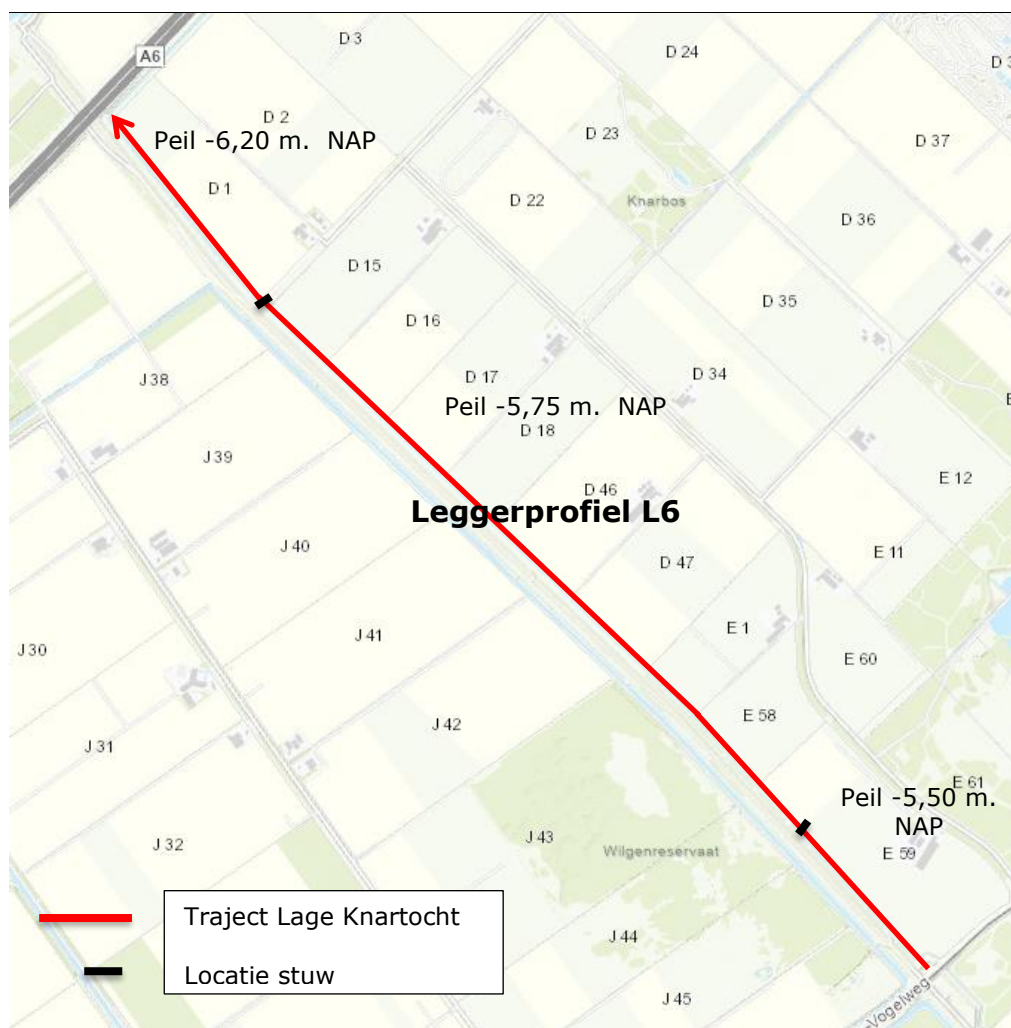 D 3
D 24
A6
D 3
D 2
Peil -6,20 m.  NAP
D 23
D 37
D 1
D 22
Knarbos
D 36
D 15
D 16
D 35
J 38
D 17
D 34
Peil -5,75 m.  NAP
D 18
J 39
D 46
E 12
Leggerprofiel L6
J 40
E 11
D 47
J 41
E 1
J 30
E 60
E 58
J 42
J 31
E 61
Peil -5,50 m.
NAP
J 43
J 32
Wilgenreservaat
E 59
Traject Lage Knartocht
J 44
Locatie stuw
J 45
-Vogelweg